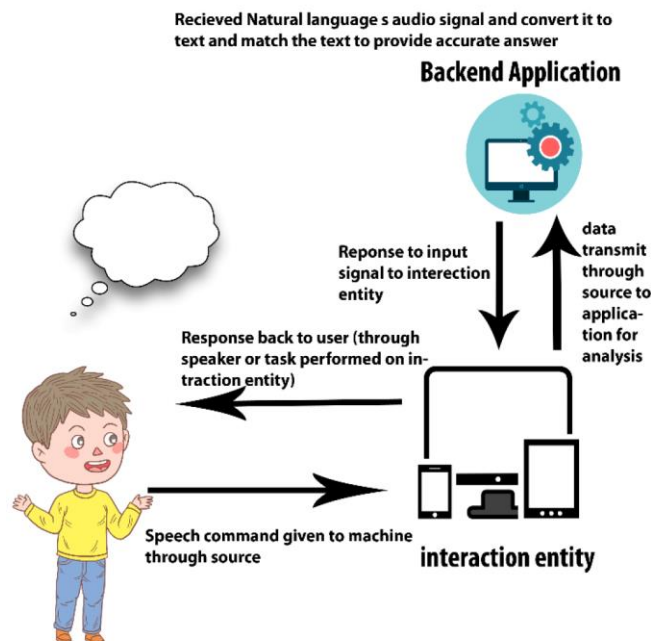 Recieved Natural language s audio signal and convert it to
text and match the text to provide accurate answer
Backend Application
Reponse to input
signal to interection
entity
data
transmit
through
source to
applica-
tion for
analysis
Response back to user (through
speaker or task performed on in-
traction entity)
Speech command given to machine
through source
interaction entity